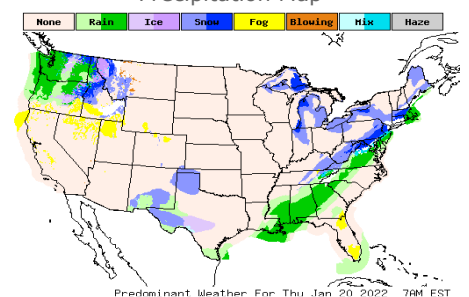 Precipitation Map
None Rain Ice Snow Fog Blowing Mix Haze
Predominant Weather For Thu Jan 20 2022 7AM EST